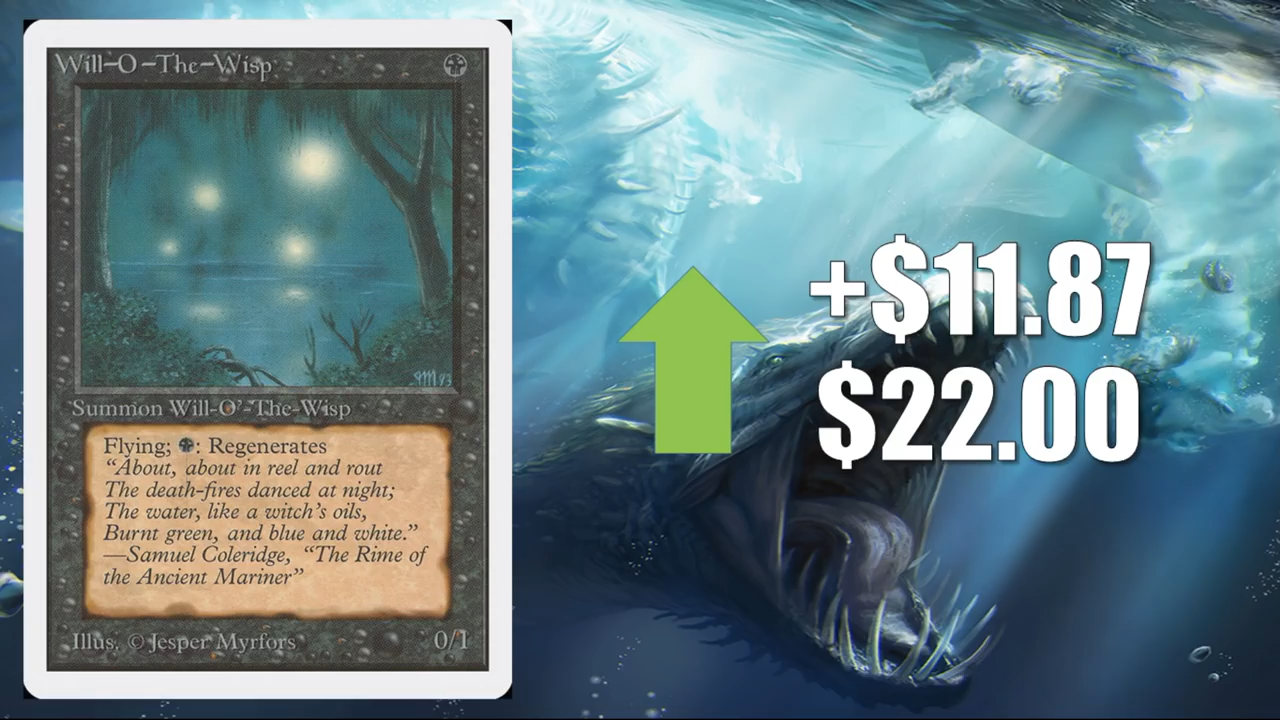 Will-O-The-Wisp
Summon Will-O'-The-Wisp
Flying; : Regenerates
“About, about in reel and rout
The death-fires danced at night;
The water, like a witch's oils,
Burnt green, and blue and white.”
—Samuel Coleridge, “The Rime of
the Ancient Mariner”
Illus. © Jesper Myrfors
0/1
+$11.87
$22.00